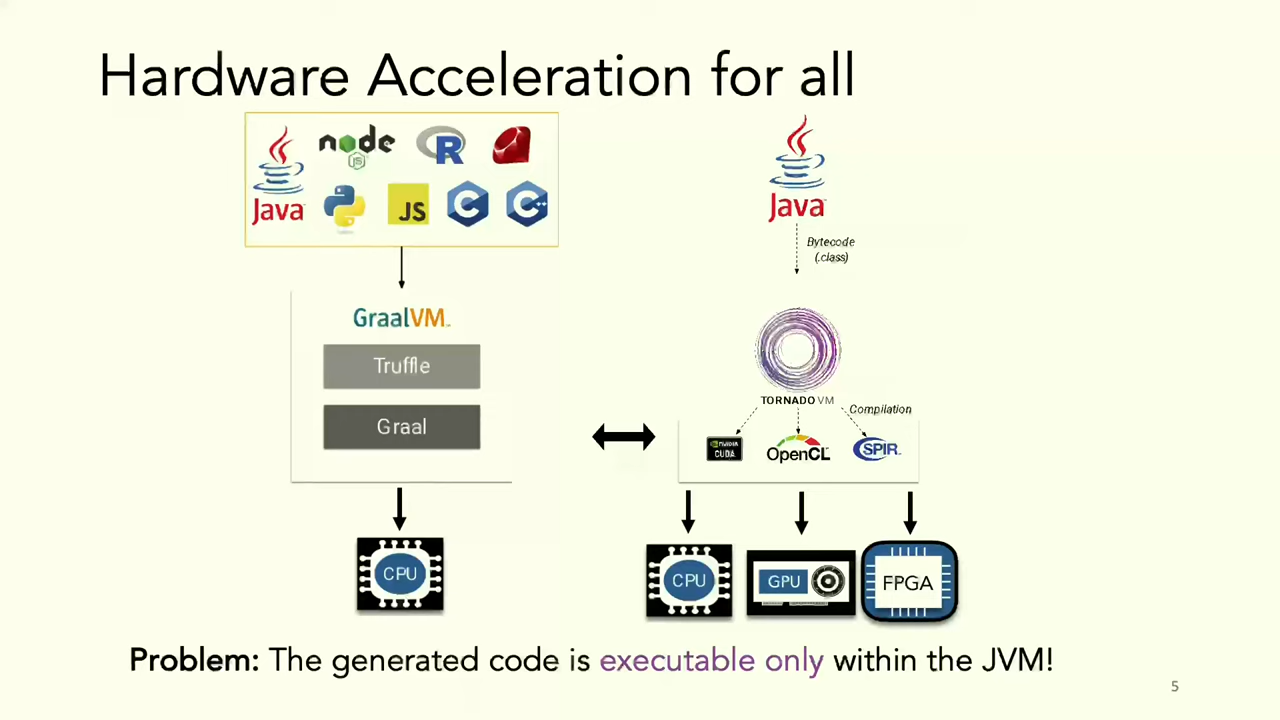 Hardware Acceleration for all
Java
node
JS
R
JS
C
C++
GraalVM
Truffle
Graal
CPU
Java
Bytecode
(.class)
TORNADO VM
Compilation
NVIDIA
CUDA
OpenCL
SPIR
CPU
GPU
FPGA
Problem: The generated code is executable only within the JVM!
5